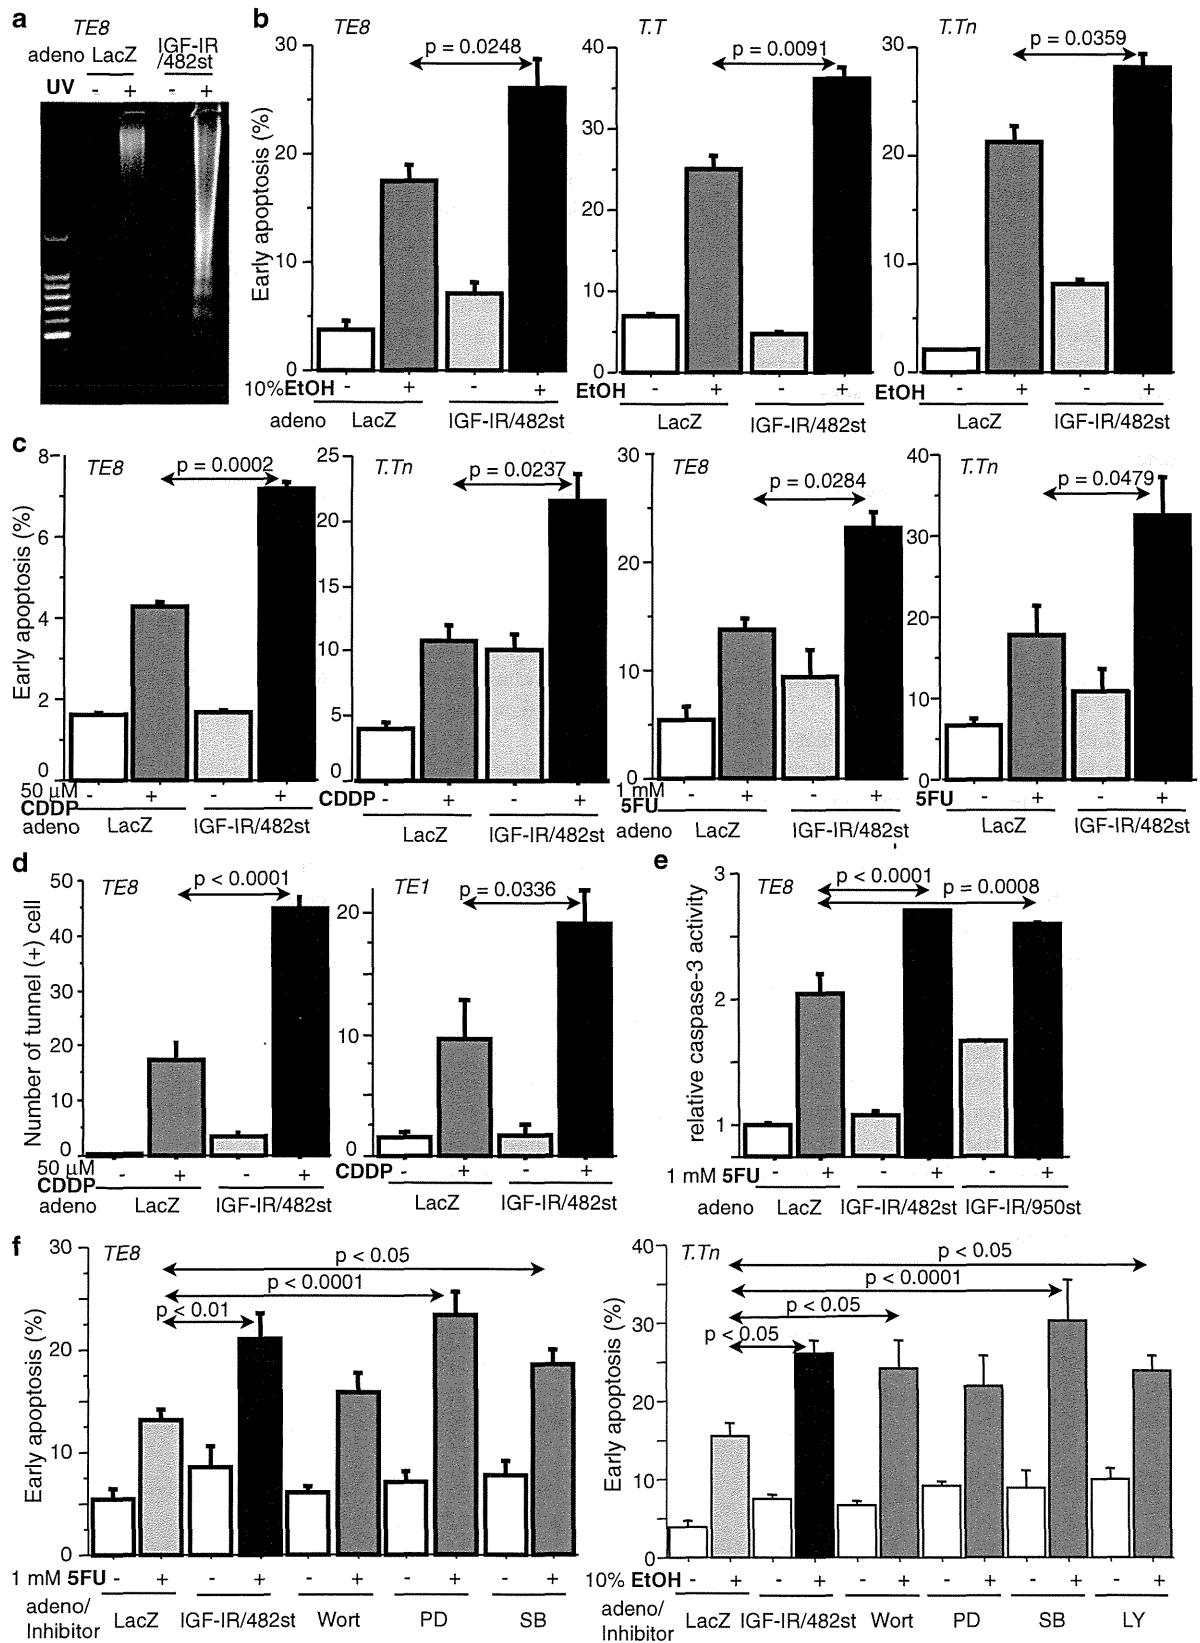 a
TE8
adeno LacZ
IGF-IR
/482st
UV - + - +
b
TE8
p = 0.0248
Early apoptosis (%)
30
20
10
0
10%EtOH - + - +
adeno LacZ IGF-IR/482st
T.T
p = 0.0091
40
30
20
10
0
EtOH - + - +
LacZ IGF-IR/482st
T.Tn
p = 0.0359
30
20
10
0
EtOH - + - +
LacZ IGF-IR/482st
c
TE8
p = 0.0002
Early apoptosis (%)
8
6
4
2
0
50 μM
CDDP - + - +
adeno LacZ IGF-IR/482st
T.Tn
p = 0.0237
25
20
15
10
5
0
CDDP - + - +
LacZ IGF-IR/482st
TE8
p = 0.0284
30
20
10
0
1 mM
5FU - + - +
adeno LacZ IGF-IR/482st
T.Tn
p = 0.0479
40
30
20
10
0
5FU - + - +
LacZ IGF-IR/482st
d
TE8
p < 0.0001
Number of tunnel (+) cell
50
40
30
20
10
0
50 μM
CDDP - + - +
adeno LacZ IGF-IR/482st
TE1
p = 0.0336
20
10
0
CDDP - + - +
LacZ IGF-IR/482st
e
TE8
p < 0.0001
p = 0.0008
relative caspase-3 activity
3
2
1
1 mM 5FU - + - + - +
adeno LacZ IGF-IR/482st IGF-IR/950st
f
TE8
p < 0.05
p < 0.0001
p < 0.01
Early apoptosis (%)
30
20
10
0
1 mM 5FU - + - + - + - + - +
adeno/
Inhibitor LacZ IGF-IR/482st Wort PD SB
T.Tn
p < 0.05
p < 0.0001
p < 0.05
p < 0.05
Early apoptosis (%)
40
30
20
10
0
10% EtOH - + - + - + - + - + - +
adeno/
Inhibitor LacZ IGF-IR/482st Wort PD SB LY